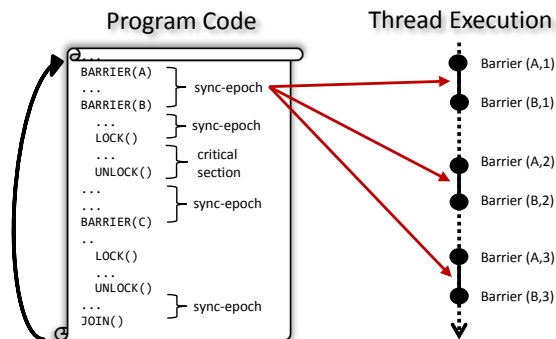 Program Code
Thread Execution
...
BARRIER(A)
...
BARRIER(B)
...
LOCK()
...
UNLOCK()
...
...
BARRIER(C)
..
LOCK()
...
UNLOCK()
...
JOIN()
sync-epoch
sync-epoch
critical
section
sync-epoch
sync-epoch
Barrier (A,1)
Barrier (B,1)
Barrier (A,2)
Barrier (B,2)
Barrier (A,3)
Barrier (B,3)